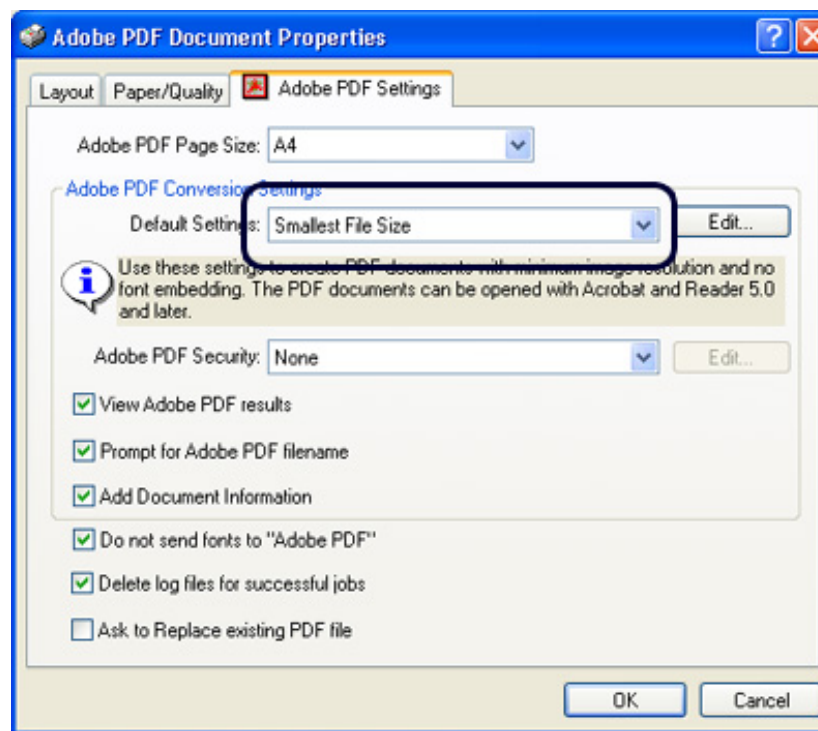 Adobe PDF Document Properties
Layout Paper/Quality Adobe PDF Settings
Adobe PDF Page Size: A4
Adobe PDF Conversion Settings
Default Settings: Smallest File Size Edit...
Use these settings to create PDF documents with minimum image resolution and no
font embedding. The PDF documents can be opened with Acrobat and Reader 5.0
and later.
Adobe PDF Security: None Edit...
View Adobe PDF results
Prompt for Adobe PDF filename
Add Document Information
Do not send fonts to "Adobe PDF"
Delete log files for successful jobs
Ask to Replace existing PDF file
OK Cancel